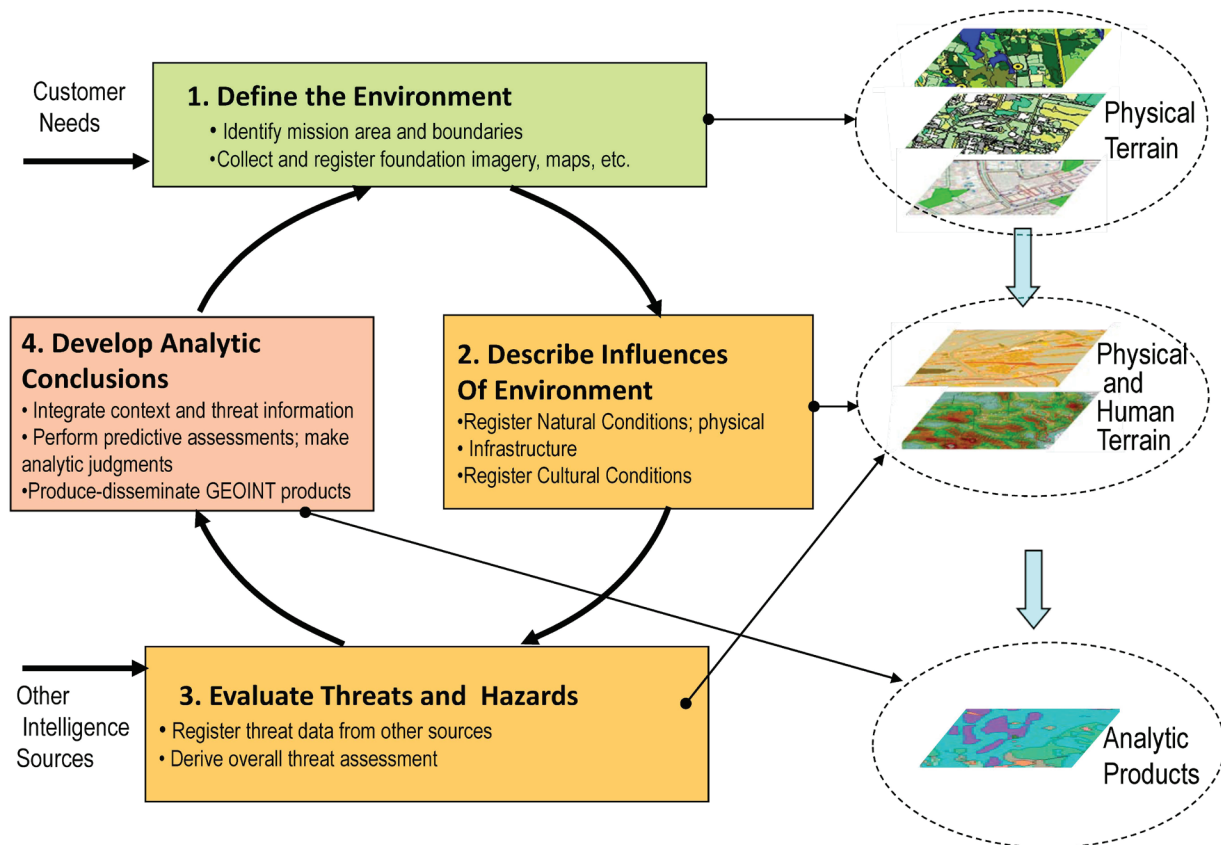 Customer
Needs
1. Define the Environment
• Identify mission area and boundaries
•Collect and register foundation imagery, maps, etc.
Physical
Terrain
4. Develop Analytic
Conclusions
• Integrate context and threat information
• Perform predictive assessments; make
analytic judgments
•Produce-disseminate GEOINT products
2. Describe Influences
Of Environment
•Register Natural Conditions; physical
• Infrastructure
•Register Cultural Conditions
Physical
and
Human
Terrain
Other
Intelligence
Sources
3. Evaluate Threats and  Hazards
• Register threat data from other sources
• Derive overall threat assessment
Analytic
Products